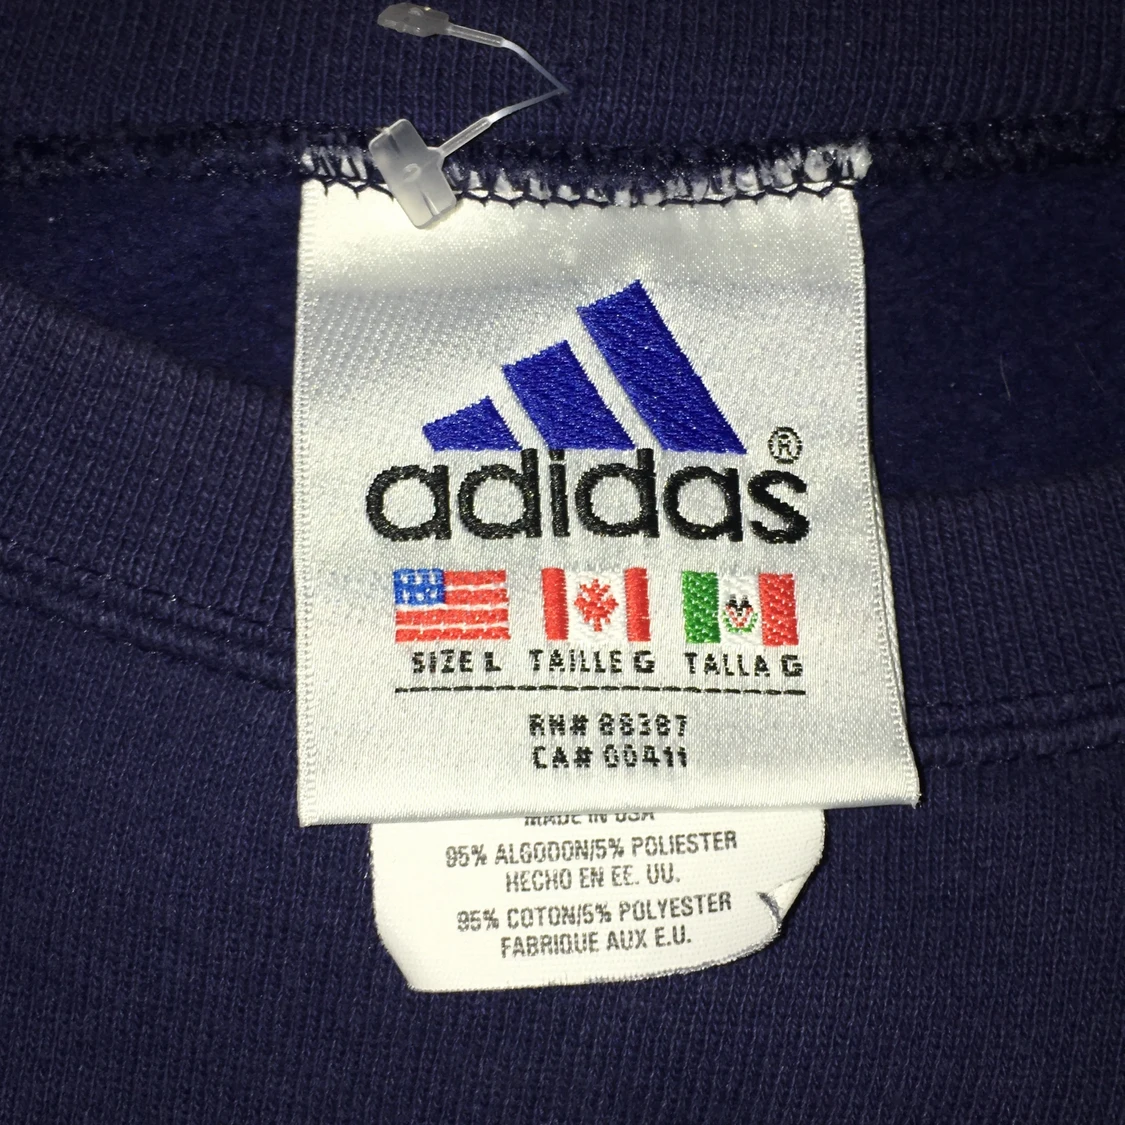 adidas®
SIZE L TAILLE G TALLA G
RN# 88387
CA# 00411
MADE IN USA
95% ALGODON/5% POLIESTER
HECHO EN EE. UU.
95% COTON/5% POLYESTER
FABRIQUE AUX E.U.